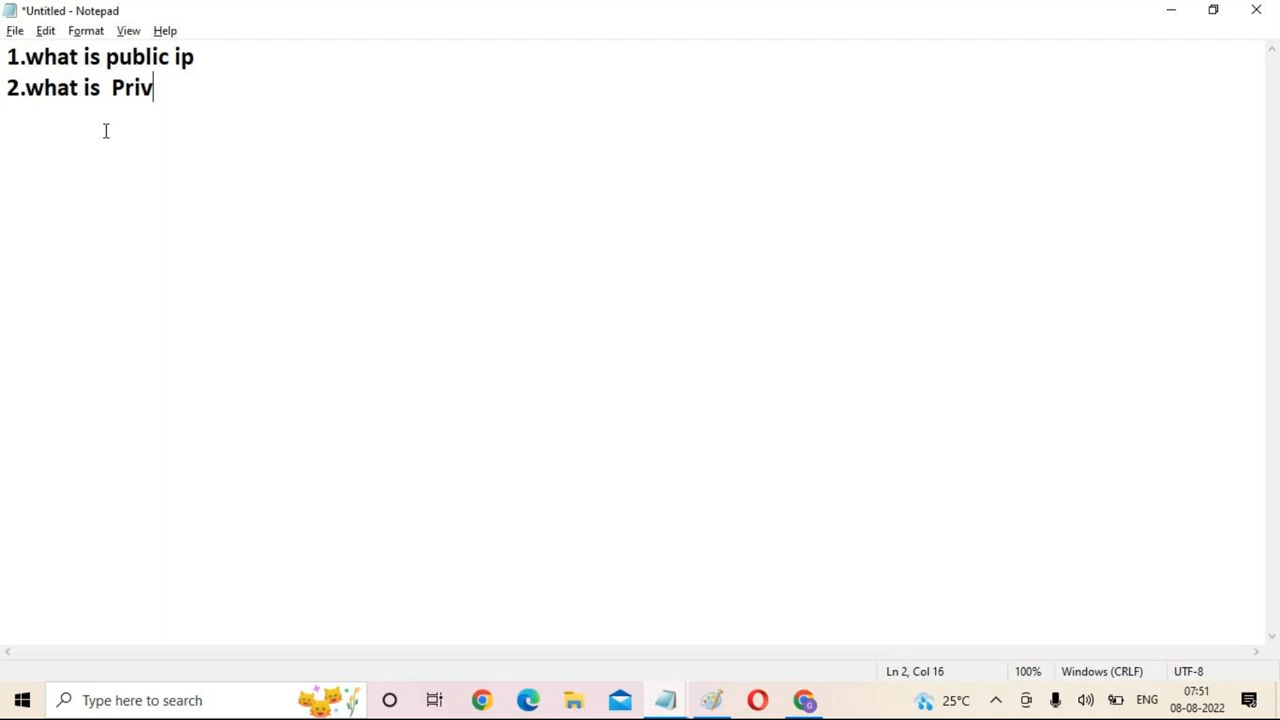 *Untitled - Notepad
File Edit Format View Help
1.what is public ip
2.what is  Priv
Ln 2, Col 16 100% Windows (CRLF) UTF-8
Type here to search
25°C
ENG
07:51
08-08-2022
G